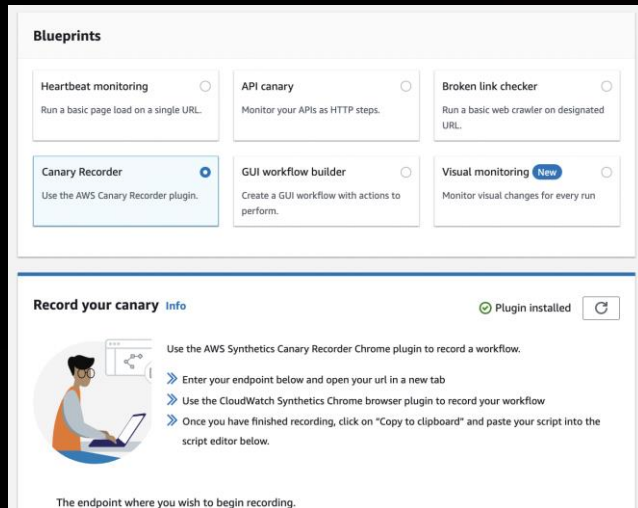 Blueprints
Heartbeat monitoring
Run a basic page load on a single URL.
API canary
Monitor your APIs as HTTP steps.
Broken link checker
Run a basic web crawler on designated
URL.
Canary Recorder
Use the AWS Canary Recorder plugin.
GUI workflow builder
Create a GUI workflow with actions to
perform.
Visual monitoring New
Monitor visual changes for every run
Record your canary Info
Plugin installed
Use the AWS Synthetics Canary Recorder Chrome plugin to record a workflow.
Enter your endpoint below and open your url in a new tab
Use the CloudWatch Synthetics Chrome browser plugin to record your workflow
Once you have finished recording, click on "Copy to clipboard" and paste your script into the
script editor below.
The endpoint where you wish to begin recording.